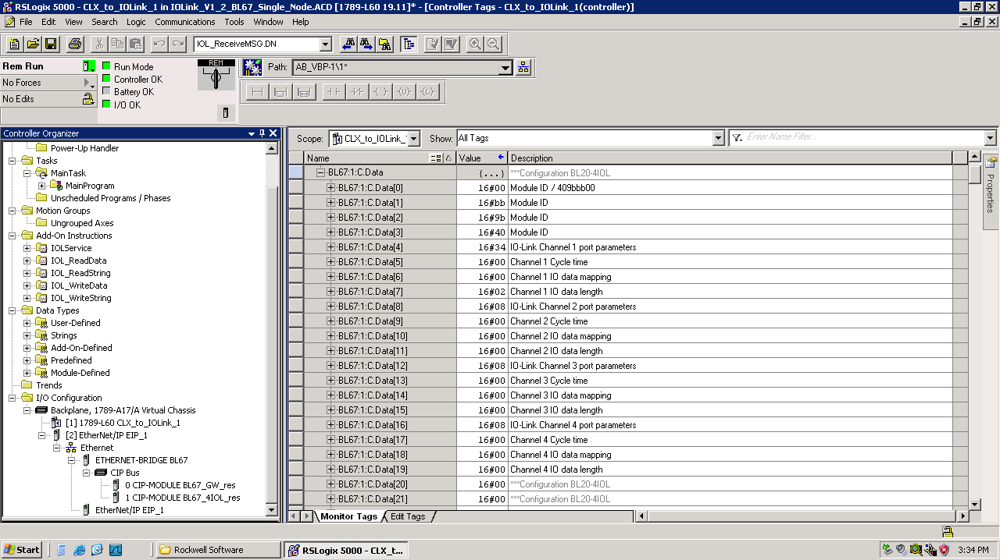 RSLogix 5000 - CLX_to_IOLink_1 in IOLink_V1_2_BL67_Single_Node.ACD [1789-L60 19.11]* - [Controller Tags - CLX_to_IOLink_1(controller)]
File Edit View Search Logic Communications Tools Window Help
IOL_ReceiveMSG.DN
Rem Run
No Forces
No Edits
Run Mode
Controller OK
Battery OK
I/O OK
REM
Path: AB_VBP-1\1*
Controller Organizer
Power-Up Handler
Tasks
MainTask
MainProgram
Unscheduled Programs / Phases
Motion Groups
Ungrouped Axes
Add-On Instructions
IOLService
IOL_ReadData
IOL_ReadString
IOL_WriteData
IOL_WriteString
Data Types
User-Defined
Strings
Add-On-Defined
Predefined
Module-Defined
Trends
I/O Configuration
Backplane, 1789-A17/A Virtual Chassis
[1] 1789-L60 CLX_to_IOLink_1
[2] EtherNet/IP EIP_1
Ethernet
ETHERNET-BRIDGE BL67
CIP Bus
0 CIP-MODULE BL67_GW_res
1 CIP-MODULE BL67_4IOL_res
EtherNet/IP EIP_1
Scope: CLX_to_IOLink_ Show: All Tags Enter Name Filter...
Name Value Description
BL67:1:C.Data {...} ***Configuration BL20-4IOL
BL67:1:C.Data[0] 16#00 Module ID / 409bbb00
BL67:1:C.Data[1] 16#bb Module ID
BL67:1:C.Data[2] 16#9b Module ID
BL67:1:C.Data[3] 16#40 Module ID
BL67:1:C.Data[4] 16#34 IO-Link Channel 1 port parameters
BL67:1:C.Data[5] 16#00 Channel 1 Cycle time
BL67:1:C.Data[6] 16#00 Channel 1 IO data mapping
BL67:1:C.Data[7] 16#02 Channel 1 IO data length
BL67:1:C.Data[8] 16#08 IO-Link Channel 2 port parameters
BL67:1:C.Data[9] 16#00 Channel 2 Cycle time
BL67:1:C.Data[10] 16#00 Channel 2 IO data mapping
BL67:1:C.Data[11] 16#00 Channel 2 IO data length
BL67:1:C.Data[12] 16#08 IO-Link Channel 3 port parameters
BL67:1:C.Data[13] 16#00 Channel 3 Cycle time
BL67:1:C.Data[14] 16#00 Channel 3 IO data mapping
BL67:1:C.Data[15] 16#00 Channel 3 IO data length
BL67:1:C.Data[16] 16#08 IO-Link Channel 4 port parameters
BL67:1:C.Data[17] 16#00 Channel 4 Cycle time
BL67:1:C.Data[18] 16#00 Channel 4 IO data mapping
BL67:1:C.Data[19] 16#00 Channel 4 IO data length
BL67:1:C.Data[20] 16#00 ***Configuration BL20-4IOL
BL67:1:C.Data[21] 16#00 ***Configuration BL20-4IOL
Properties
Monitor Tags Edit Tags
Start Rockwell Software RSLogix 5000 - CLX_t... 3:34 PM